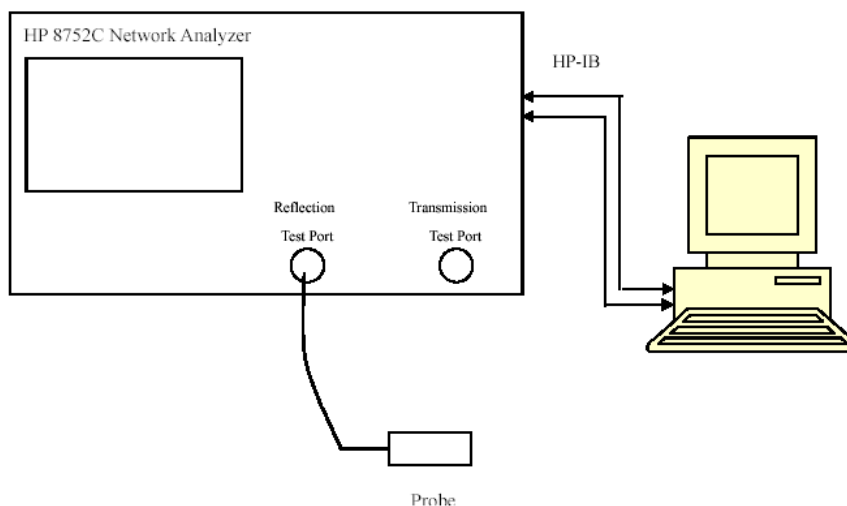 HP 8752C Network Analyzer
HP-IB
Reflection
Test Port
Transmission
Test Port
Probe